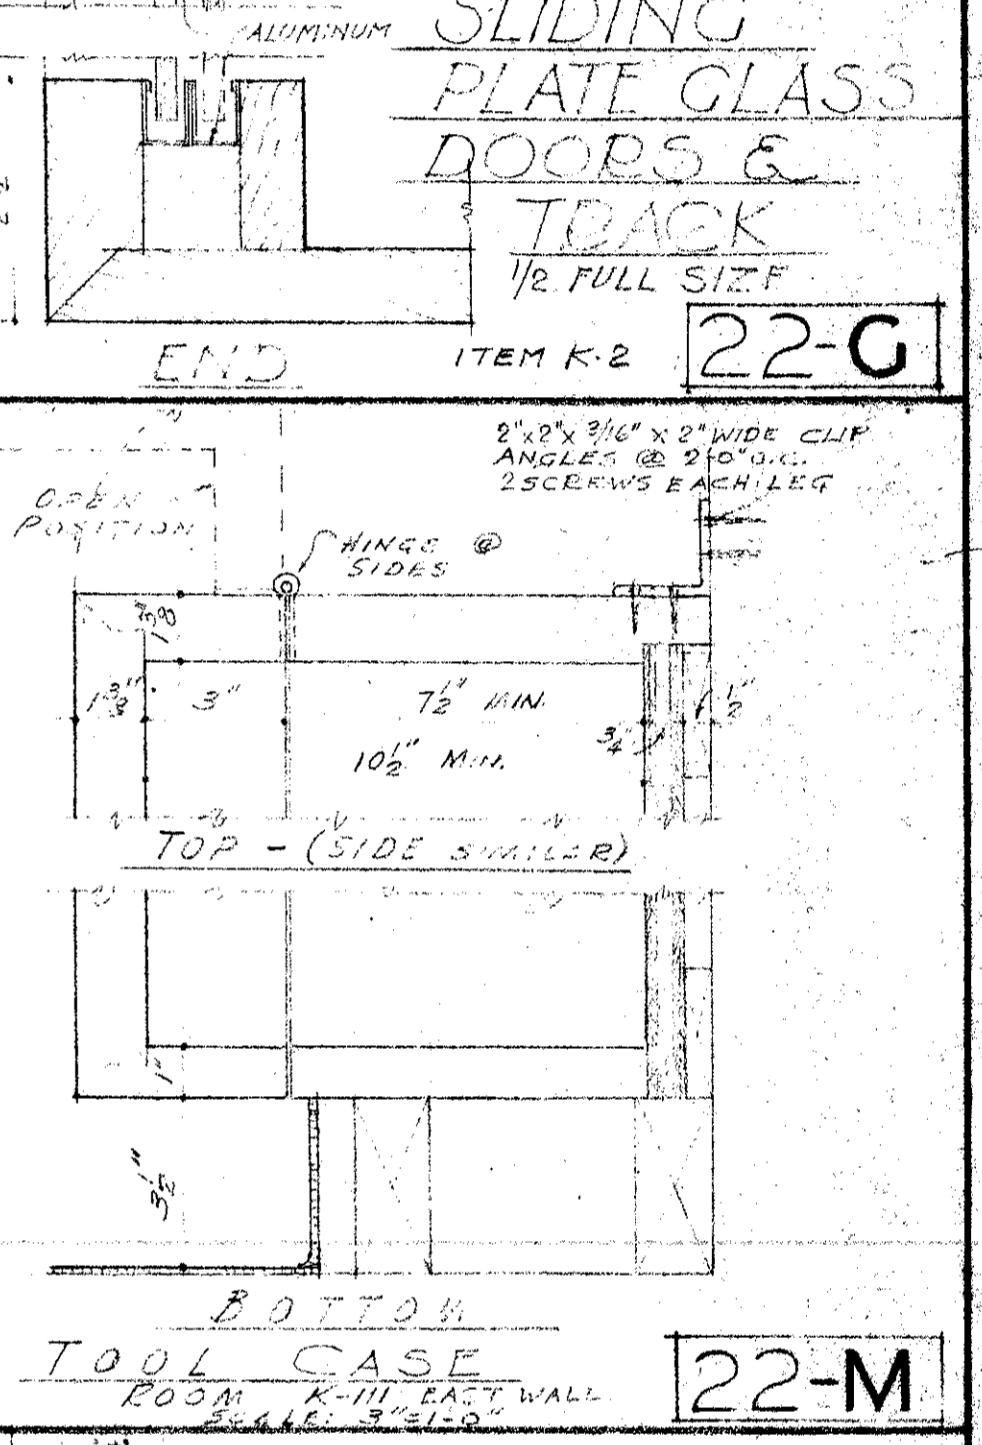 ALUMINUM
SLIDING
PLATE GLASS
DOORS &
TRACK
1/2 FULL SIZE
END
ITEM K-2
22-G
2"x2"x 3/16" x 2" WIDE CLIP
ANGLES @ 2'-0" O.C.
2 SCREWS EACH LEG
OPEN
POSITION
HINGE @
SIDES
1 3/8"
3"
7 1/2" MIN.
1/2"
3/4"
10 1/2" MIN.
TOP - (SIDE SIMILAR)
1"
3 1/2"
BOTTOM
TOOL CASE
ROOM K-111 EAST WALL
SCALE: 3"=1'-0"
22-M